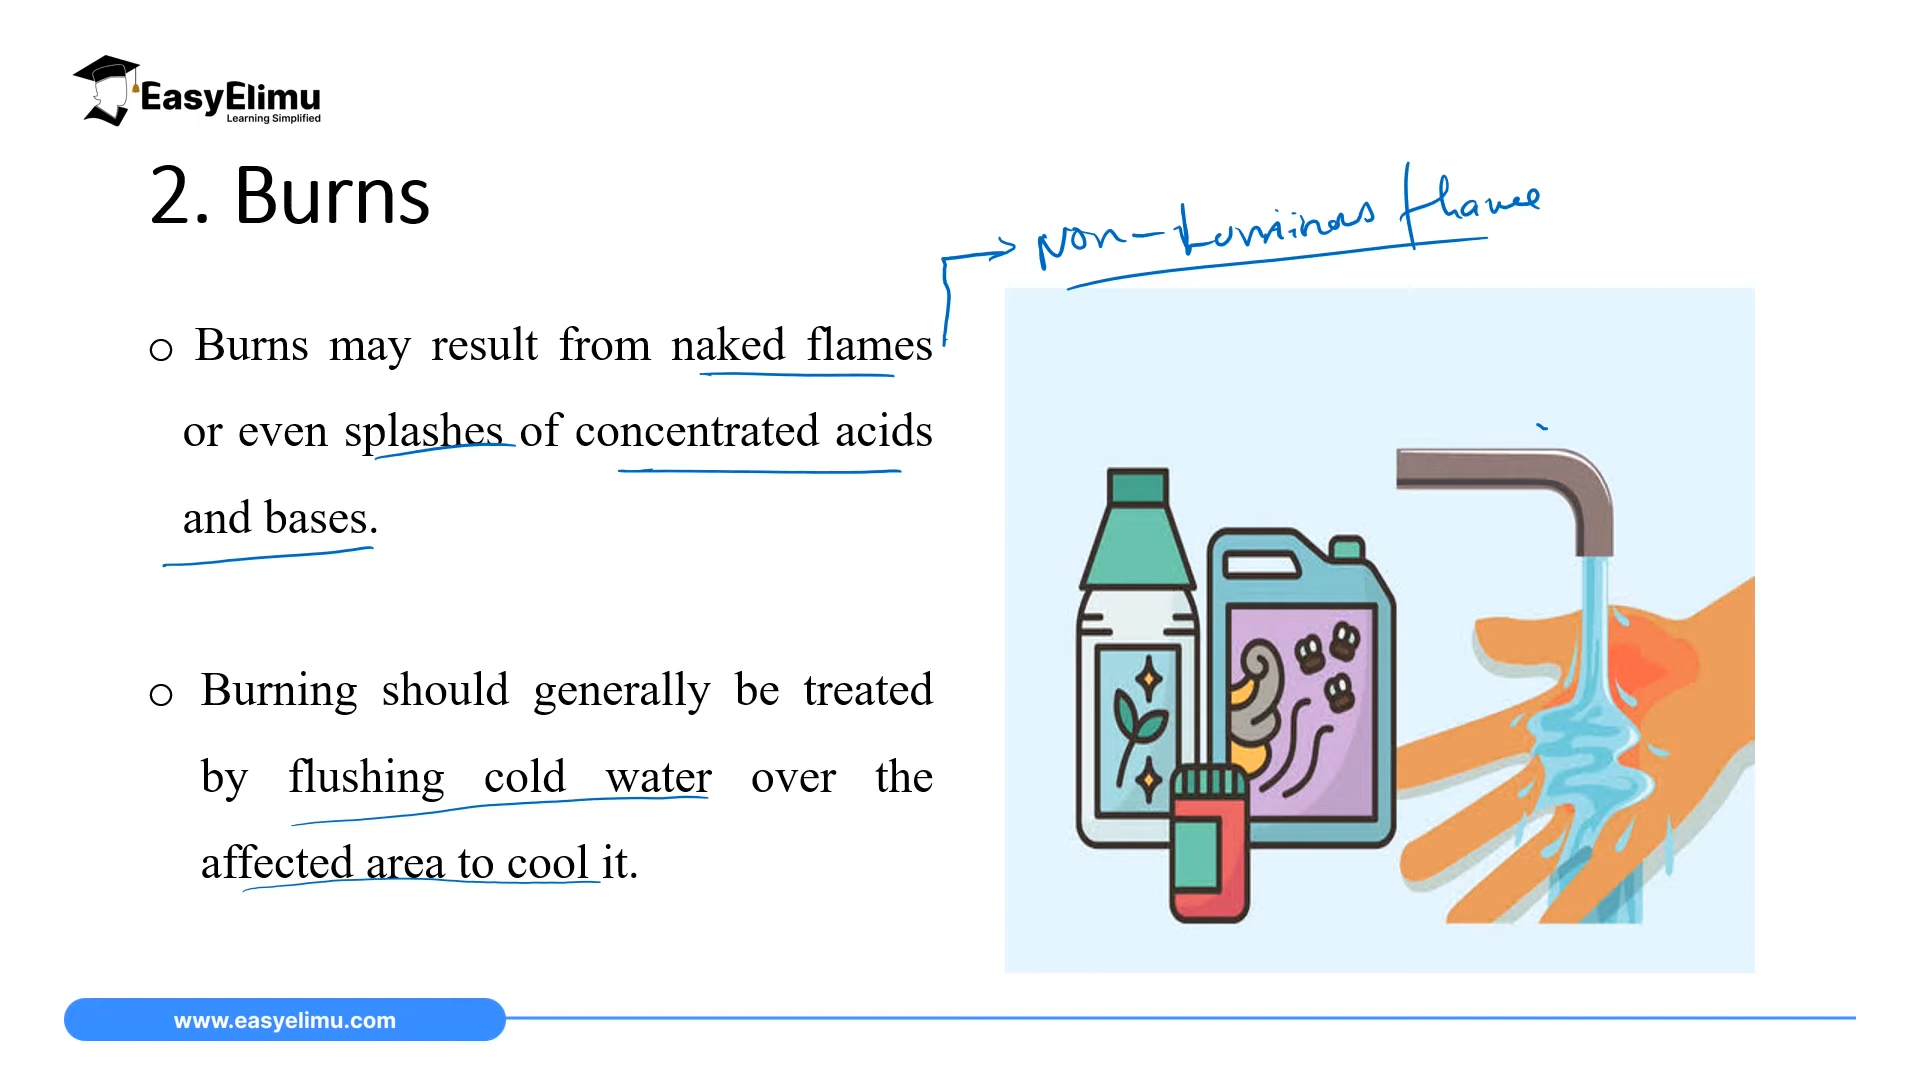 EasyElimu
Learning Simplified
2. Burns
Non-Luminous flame
o Burns may result from naked flames
or even splashes of concentrated acids
and bases.
o Burning should generally be treated
by flushing cold water over the
affected area to cool it.
www.easyelimu.com